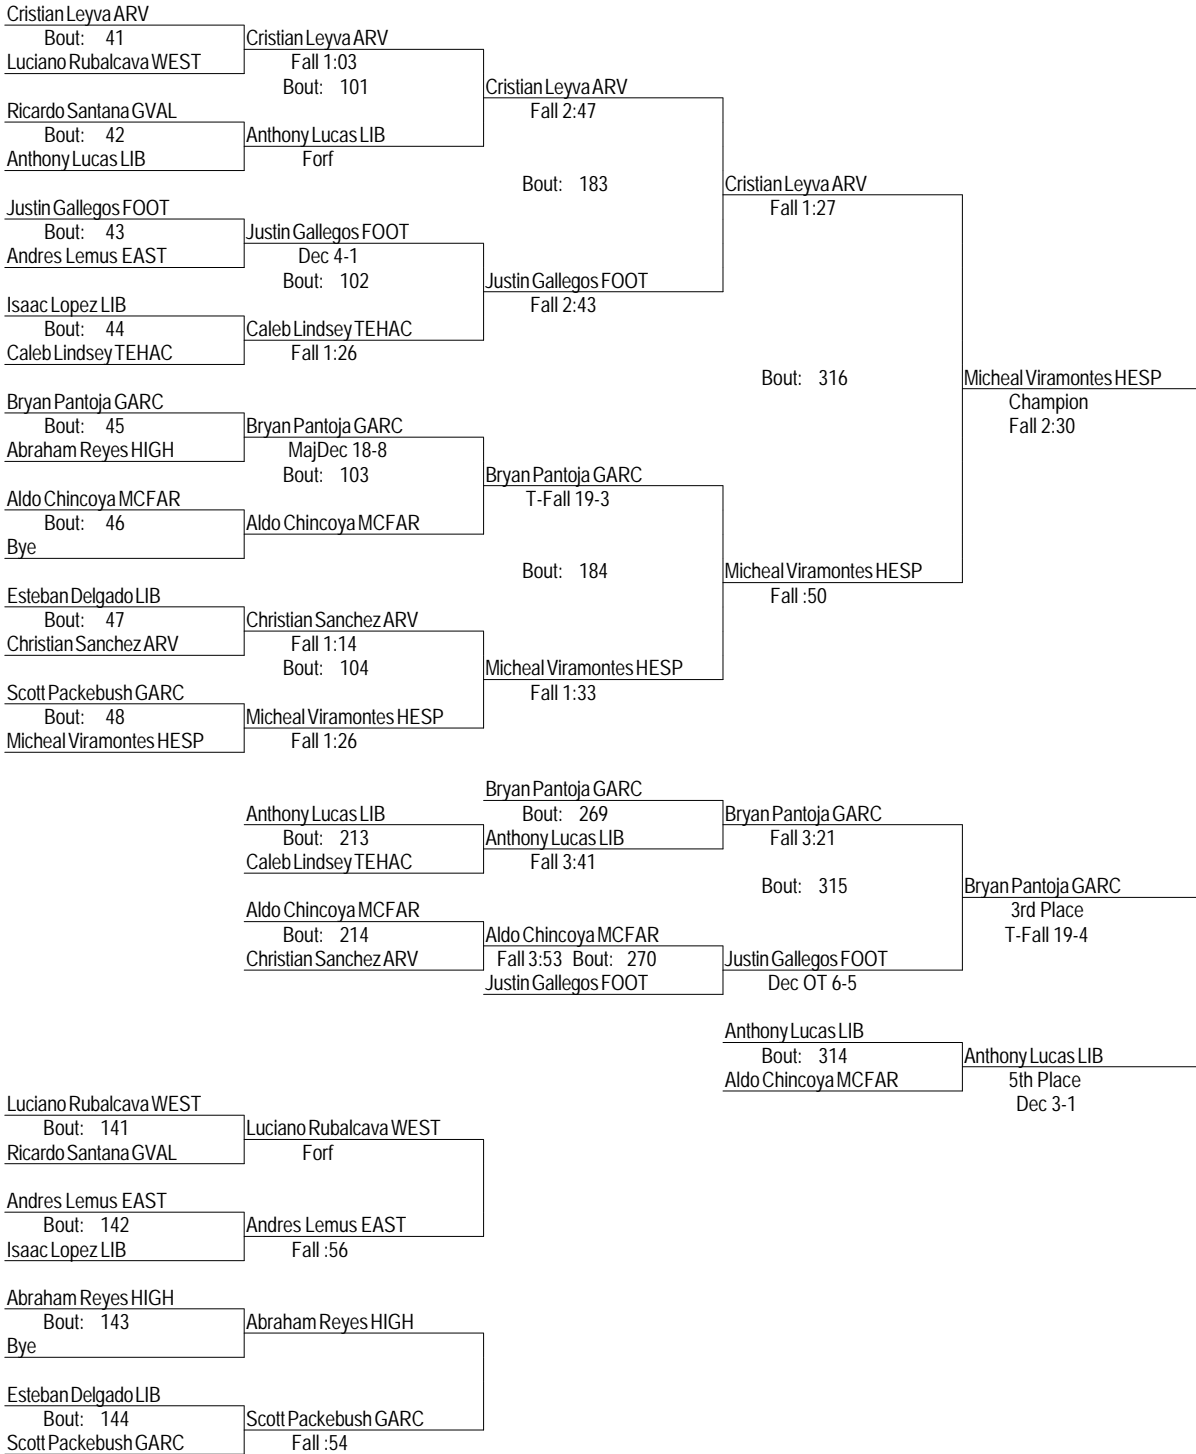 Cristian Leyva ARV
Bout: 41
Cristian Leyva ARV
Luciano Rubalcava WEST
Fall 1:03
Bout: 101
Cristian Leyva ARV
Ricardo Santana GVAL
Fall 2:47
Bout: 42
Anthony Lucas LIB
Anthony Lucas LIB
Forf
Bout: 183
Cristian Leyva ARV
Justin Gallegos FOOT
Fall 1:27
Bout: 43
Justin Gallegos FOOT
Andres Lemus EAST
Dec 4-1
Bout: 102
Justin Gallegos FOOT
Isaac Lopez LIB
Fall 2:43
Bout: 44
Caleb Lindsey TEHAC
Caleb Lindsey TEHAC
Fall 1:26
Bout: 316
Micheal Viramontes HESP
Bryan Pantoja GARC
Champion
Bout: 45
Bryan Pantoja GARC
Fall 2:30
Abraham Reyes HIGH
MajDec 18-8
Bout: 103
Bryan Pantoja GARC
Aldo Chincoya MCFAR
T-Fall 19-3
Bout: 46
Aldo Chincoya MCFAR
Bye
Bout: 184
Micheal Viramontes HESP
Esteban Delgado LIB
Fall :50
Bout: 47
Christian Sanchez ARV
Christian Sanchez ARV
Fall 1:14
Bout: 104
Micheal Viramontes HESP
Scott Packebush GARC
Fall 1:33
Bout: 48
Micheal Viramontes HESP
Micheal Viramontes HESP
Fall 1:26
Bryan Pantoja GARC
Anthony Lucas LIB
Bout: 269
Bryan Pantoja GARC
Bout: 213
Anthony Lucas LIB
Fall 3:21
Caleb Lindsey TEHAC
Fall 3:41
Bout: 315
Bryan Pantoja GARC
Aldo Chincoya MCFAR
3rd Place
Bout: 214
Aldo Chincoya MCFAR
T-Fall 19-4
Christian Sanchez ARV
Fall 3:53 Bout: 270
Justin Gallegos FOOT
Justin Gallegos FOOT
Dec OT 6-5
Anthony Lucas LIB
Bout: 314
Anthony Lucas LIB
Aldo Chincoya MCFAR
5th Place
Dec 3-1
Luciano Rubalcava WEST
Bout: 141
Luciano Rubalcava WEST
Ricardo Santana GVAL
Forf
Andres Lemus EAST
Bout: 142
Andres Lemus EAST
Isaac Lopez LIB
Fall :56
Abraham Reyes HIGH
Bout: 143
Abraham Reyes HIGH
Bye
Esteban Delgado LIB
Bout: 144
Scott Packebush GARC
Scott Packebush GARC
Fall :54